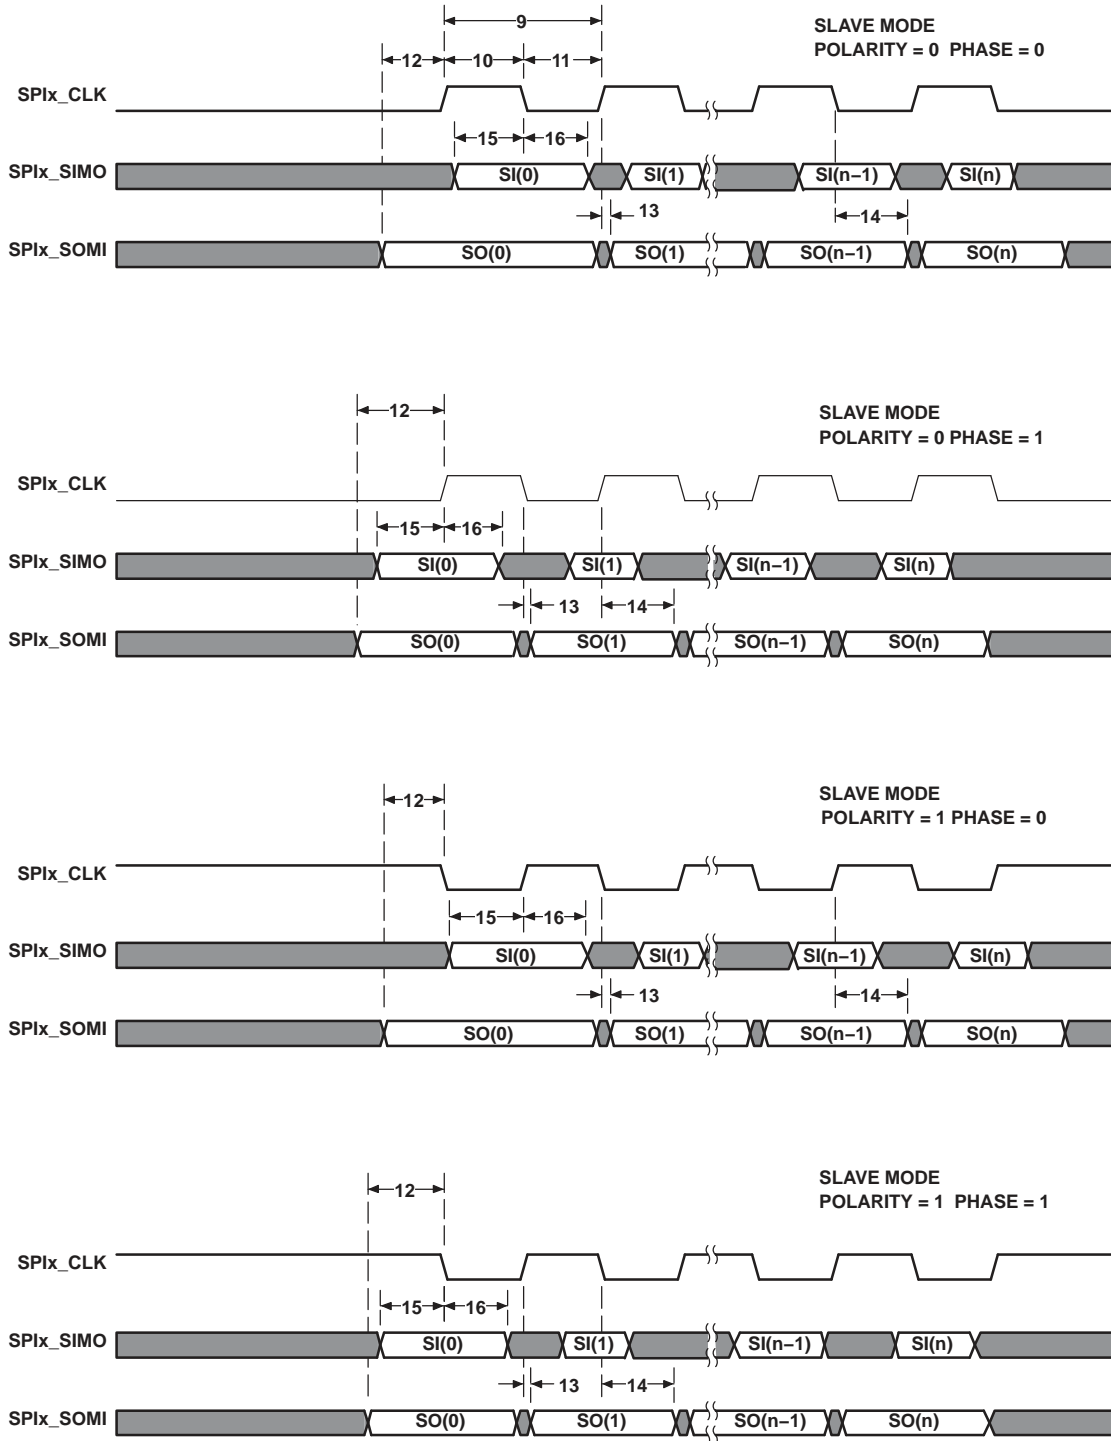 9
SLAVE MODE
POLARITY = 0 PHASE = 0
12 10 11
SPIx_CLK
15 16
SPIx_SIMO SI(0) SI(1) SI(n−1) SI(n)
13 14
SPIx_SOMI SO(0) SO(1) SO(n−1) SO(n)
12
SLAVE MODE
POLARITY = 0 PHASE = 1
SPIx_CLK
15 16
SPIx_SIMO SI(0) SI(1) SI(n−1) SI(n)
13 14
SPIx_SOMI SO(0) SO(1) SO(n−1) SO(n)
12
SLAVE MODE
POLARITY = 1 PHASE = 0
SPIx_CLK
15 16
SPIx_SIMO SI(0) SI(1) SI(n−1) SI(n)
13 14
SPIx_SOMI SO(0) SO(1) SO(n−1) SO(n)
12
SLAVE MODE
POLARITY = 1 PHASE = 1
SPIx_CLK
15 16
SPIx_SIMO SI(0) SI(1) SI(n−1) SI(n)
13 14
SPIx_SOMI SO(0) SO(1) SO(n−1) SO(n)